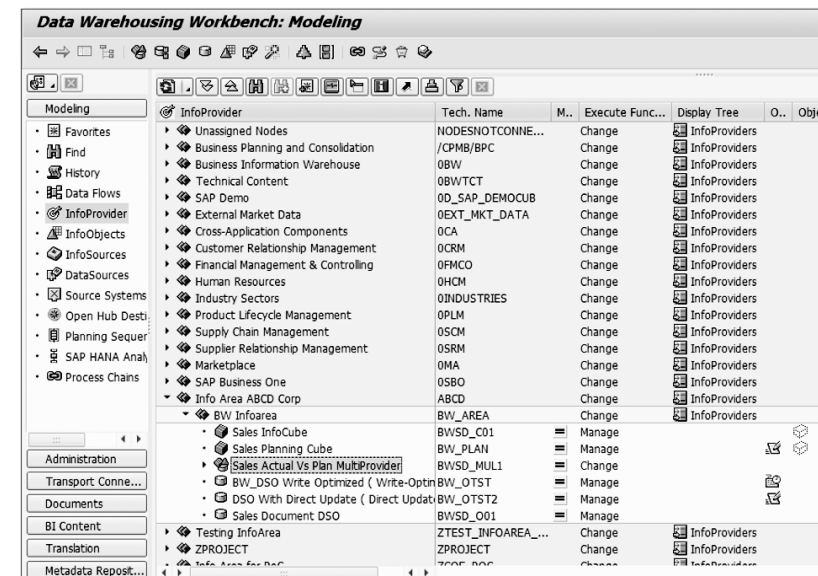 Data Warehousing Workbench: Modeling
Modeling
Favorites
Find
History
Data Flows
InfoProvider
InfoObjects
InfoSources
DataSources
Source Systems
Open Hub Desti
Planning Sequer
SAP HANA Anal
Process Chains
Administration
Transport Conne...
Documents
BI Content
Translation
Metadata Reposit...
InfoProvider Tech. Name M.. Execute Func... Display Tree O.. Obje
Unassigned Nodes NODESNOTCONNE... Change InfoProviders
Business Planning and Consolidation /CPMB/BPC Change InfoProviders
Business Information Warehouse 0BW Change InfoProviders
Technical Content 0BWTCT Change InfoProviders
SAP Demo 0D_SAP_DEMOCUB Change InfoProviders
External Market Data 0EXT_MKT_DATA Change InfoProviders
Cross-Application Components 0CA Change InfoProviders
Customer Relationship Management 0CRM Change InfoProviders
Financial Management & Controlling 0FMCO Change InfoProviders
Human Resources 0HCM Change InfoProviders
Industry Sectors 0INDUSTRIES Change InfoProviders
Product Lifecycle Management 0PLM Change InfoProviders
Supply Chain Management 0SCM Change InfoProviders
Supplier Relationship Management 0SRM Change InfoProviders
Marketplace 0MA Change InfoProviders
SAP Business One 0SBO Change InfoProviders
Info Area ABCD Corp ABCD Change InfoProviders
BW Infoarea BW_AREA Change InfoProviders
Sales InfoCube BWSD_C01 = Manage
Sales Planning Cube BW_PLAN = Manage
Sales Actual Vs Plan MultiProvider BWSD_MUL1 = Change
BW_DSO Write Optimized ( Write-Optin BW_OTST = Manage
DSO With Direct Update ( Direct Updat BW_OTST2 = Manage
Sales Document DSO BWSD_O01 = Manage
Testing InfoArea ZTEST_INFOAREA_... Change InfoProviders
ZPROJECT ZPROJECT Change InfoProviders
Info Area for PoC ZCOE_POC Change InfoProviders